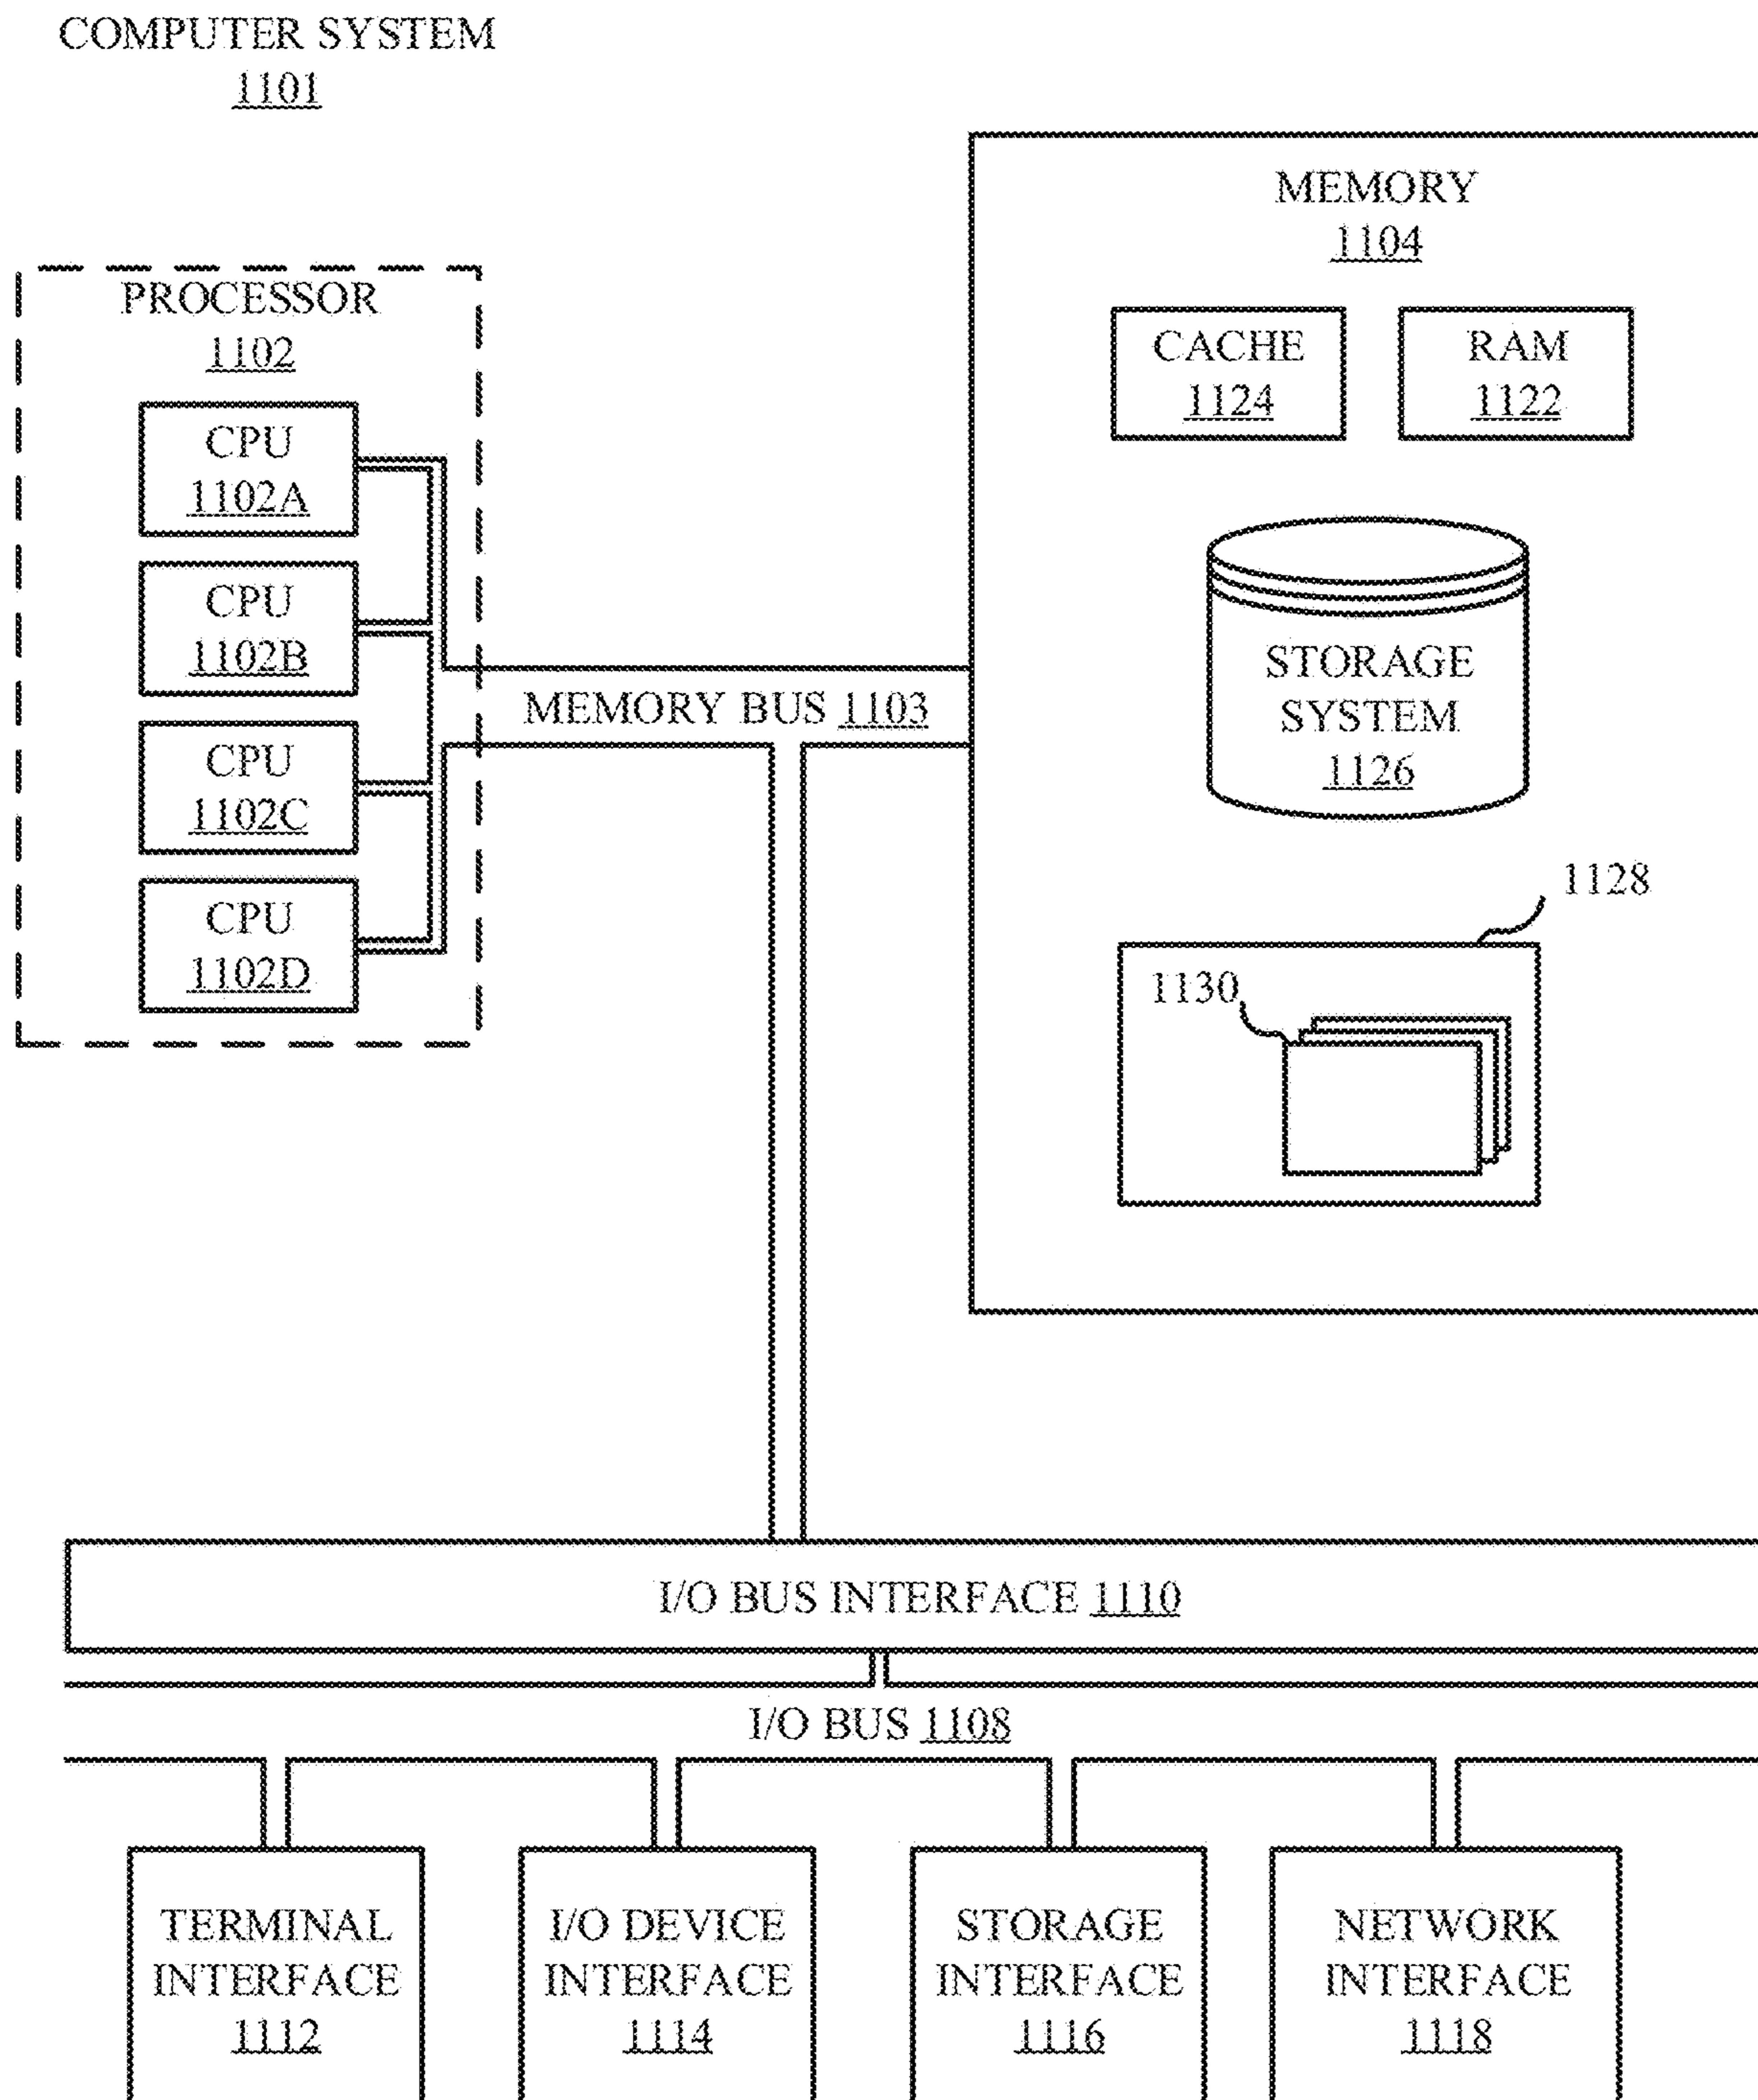 COMPUTER SYSTEM
1101
PROCESSOR
1102
CPU
1102A
CPU
1102B
CPU
1102C
CPU
1102D
MEMORY BUS 1103
MEMORY
1104
CACHE
1124
RAM
1122
STORAGE
SYSTEM
1126
1128
1130
I/O BUS INTERFACE 1110
I/O BUS 1108
TERMINAL
INTERFACE
1112
I/O DEVICE
INTERFACE
1114
STORAGE
INTERFACE
1116
NETWORK
INTERFACE
1118